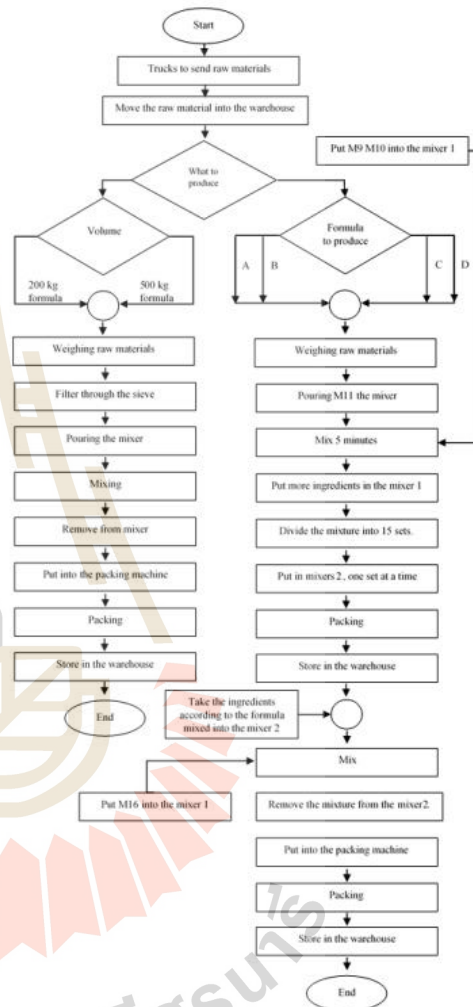 Start
Trucks to send raw materials
Move the raw material into the warehouse
Put M9 M10 into the mixer 1
What to
produce
Volume
200 kg
formula
500 kg
formula
Weighing raw materials
Filter through the sieve
Pouring the mixer
Mixing
Remove from mixer
Put into the packing machine
Packing
Store in the warehouse
End
Formula
to produce
A
B
C
D
Weighing raw materials
Pouring M11 the mixer
Mix 5 minutes
Put more ingredients in the mixer 1
Divide the mixture into 15 sets.
Put in mixers 2, one set at a time
Packing
Store in the warehouse
Take the ingredients
according to the formula
mixed into the mixer 2
Mix
Put M16 into the mixer 1
Remove the mixture from the mixer2.
Put into the packing machine
Packing
Store in the warehouse
End